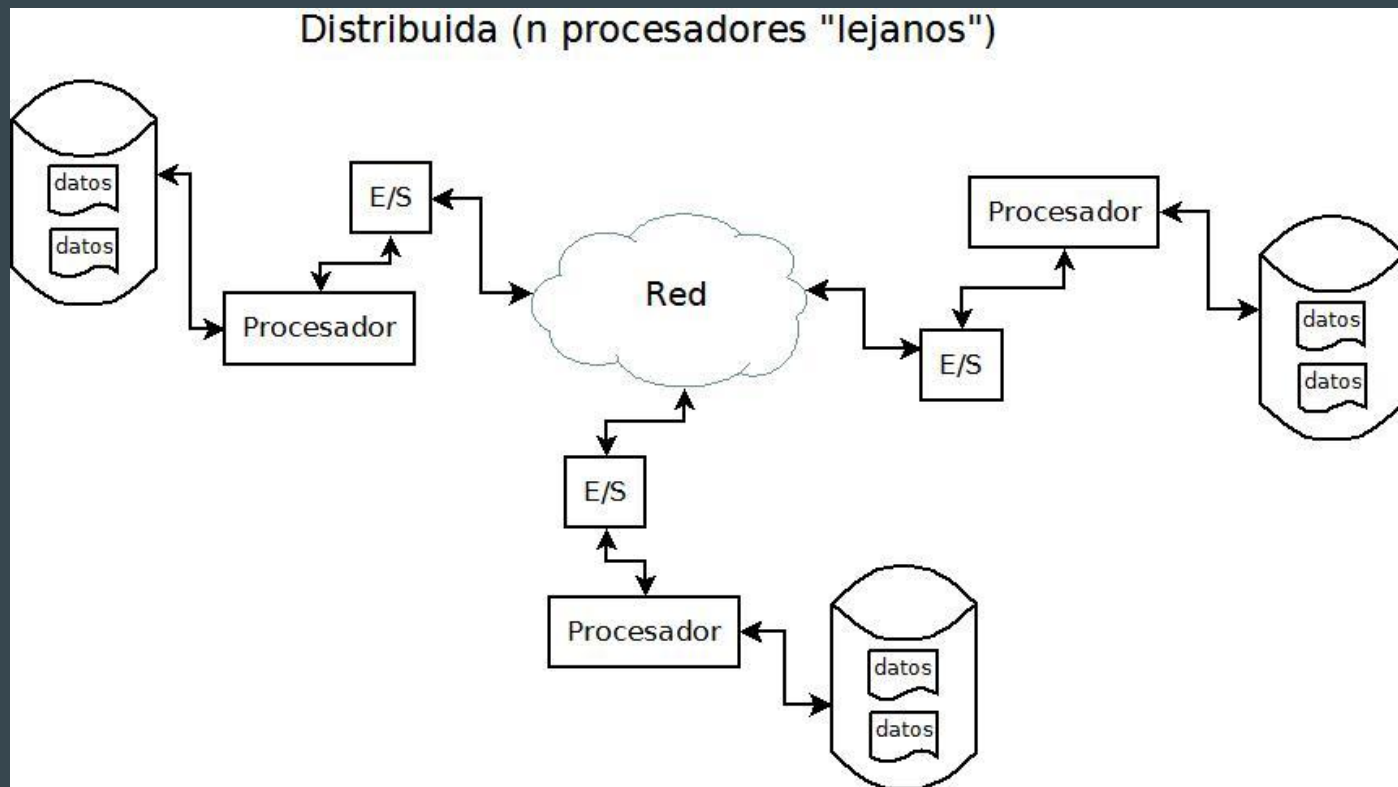 Distribuida (n procesadores "lejanos")
datos
datos
E/S
Procesador
Red
Procesador
E/S
datos
datos
E/S
Procesador
datos
datos